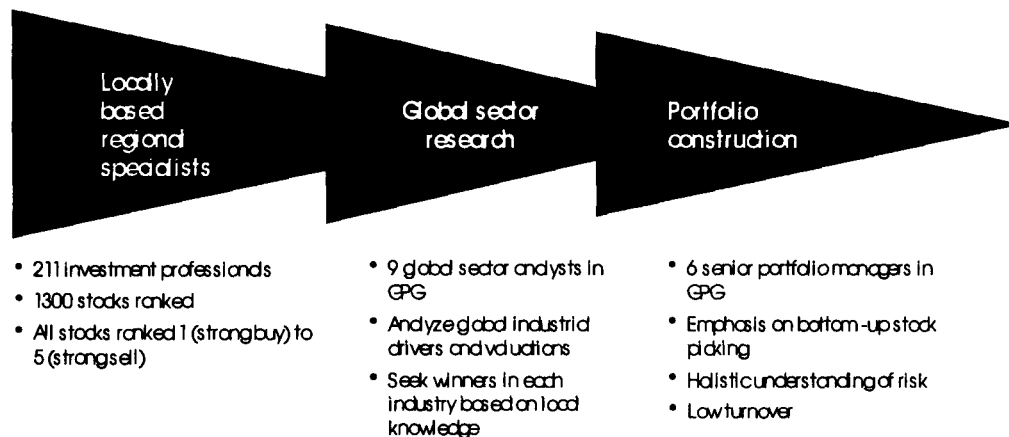 Locally
based
regional
specialists
Global sector
research
Portfolio
construction
• 211 investment professionals
• 1300 stocks ranked
• All stocks ranked 1 (strong buy) to
5 (strong sell)
• 9 global sector analysts in
GPG
• Analyze global industrial
drivers and valuations
• Seek winners in each
industry based on local
knowledge
• 6 senior portfolio managers in
GPG
• Emphasis on bottom-up stock
picking
• Holistic understanding of risk
• Low turnover